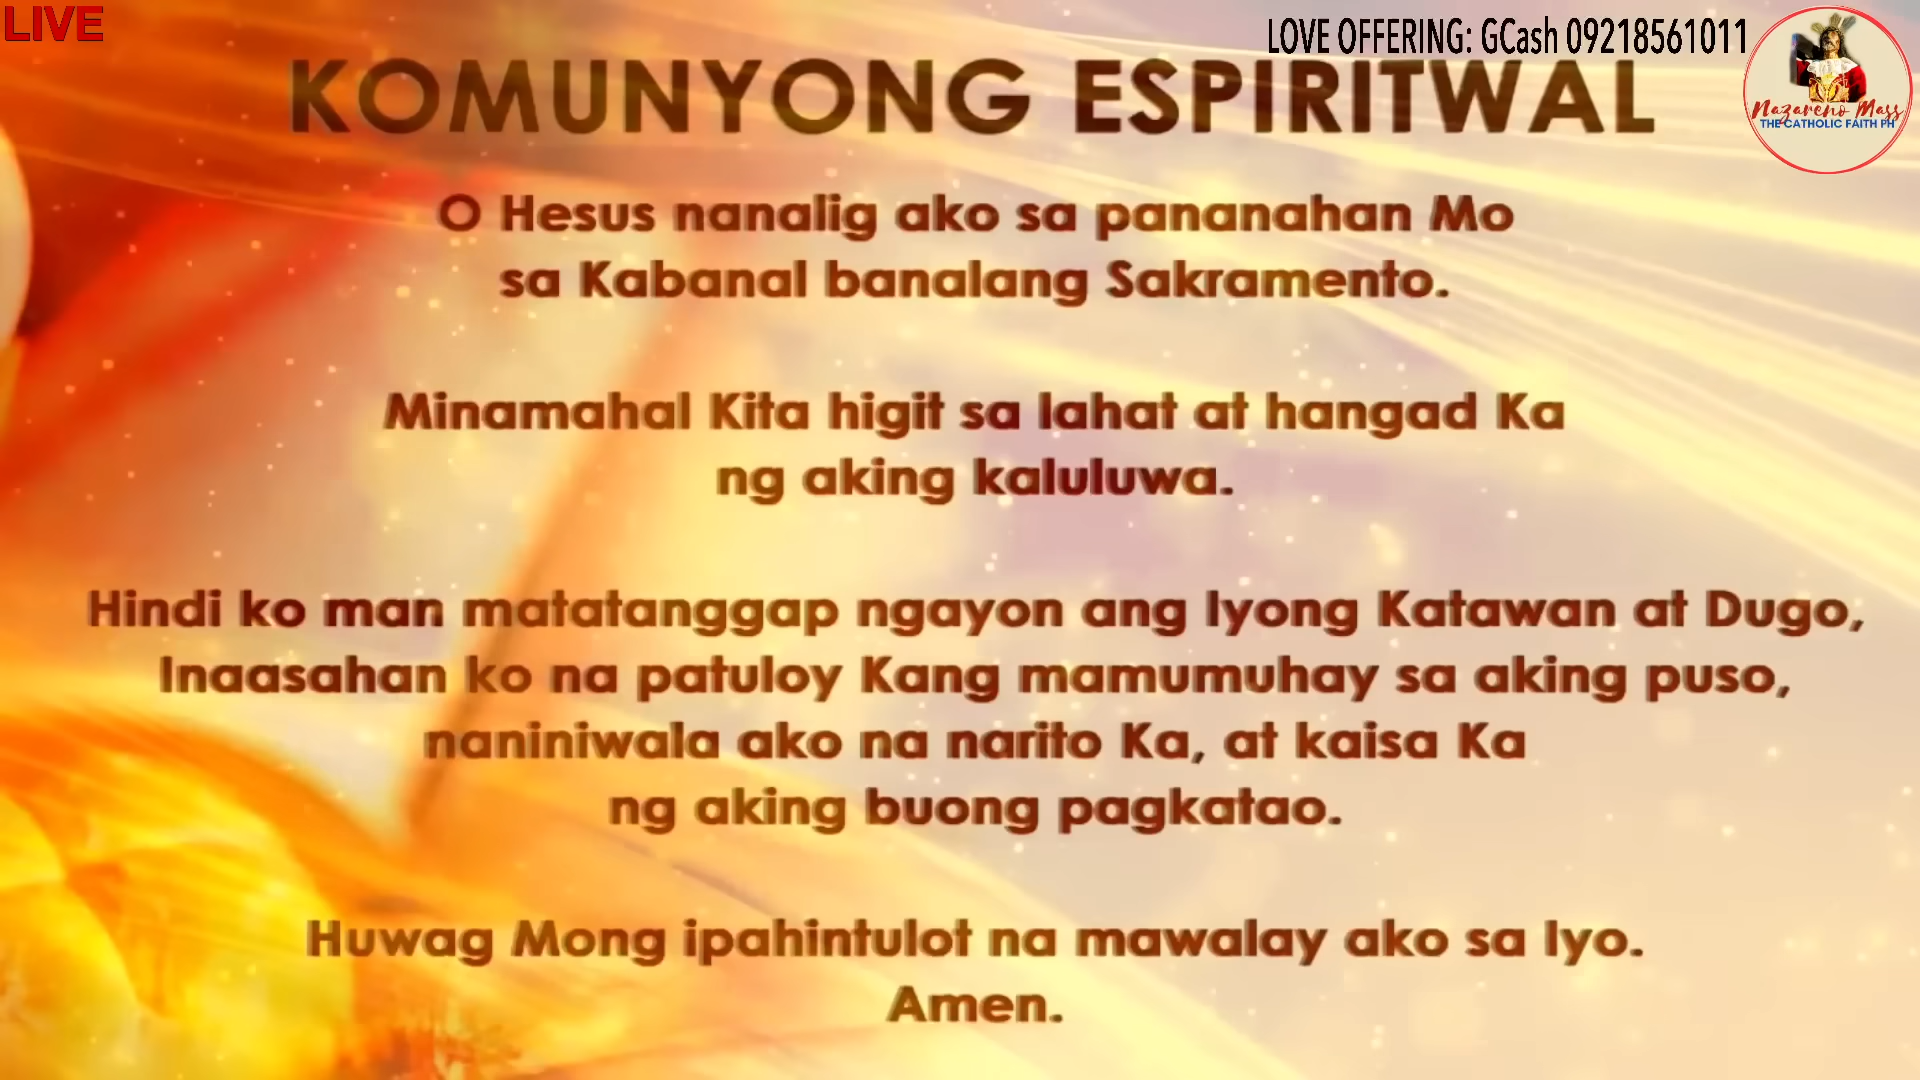 LIVE
LOVE OFFERING: GCash 09218561011
Nazareno Mass
THE CATHOLIC FAITH PH
KOMUNYONG ESPIRITWAL
O Hesus nanalig ako sa pananahan Mo
sa Kabanal banalang Sakramento.
Minamahal Kita higit sa lahat at hangad Ka
ng aking kaluluwa.
Hindi ko man matatanggap ngayon ang Iyong Katawan at Dugo,
Inaasahan ko na patuloy Kang mamumuhay sa aking puso,
naniniwala ako na narito Ka, at kaisa Ka
ng aking buong pagkatao.
Huwag Mong ipahintulot na mawalay ako sa Iyo.
Amen.